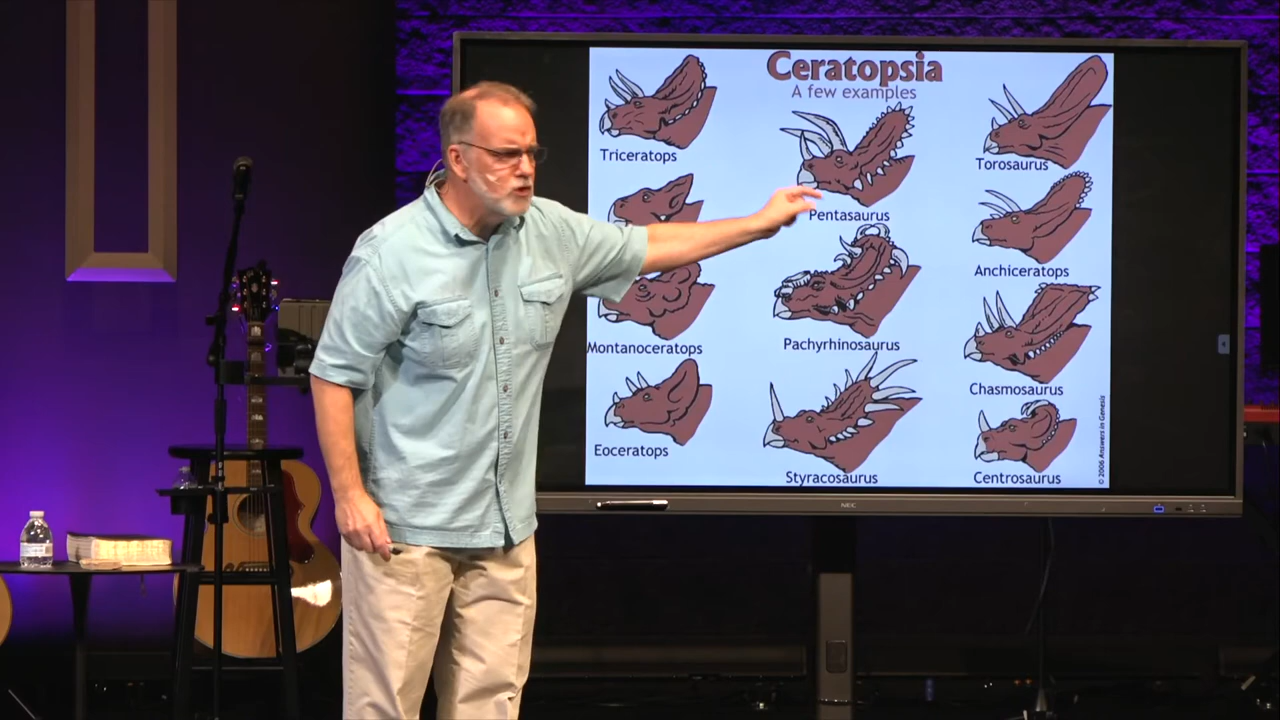 Ceratopsia
A few examples
Triceratops
Pentasaurus
Torosaurus
Anchiceratops
Montanoceratops
Pachyrhinosaurus
Chasmosaurus
Eoceratops
Styracosaurus
Centrosaurus
© 2006 Answers in Genesis
NEC